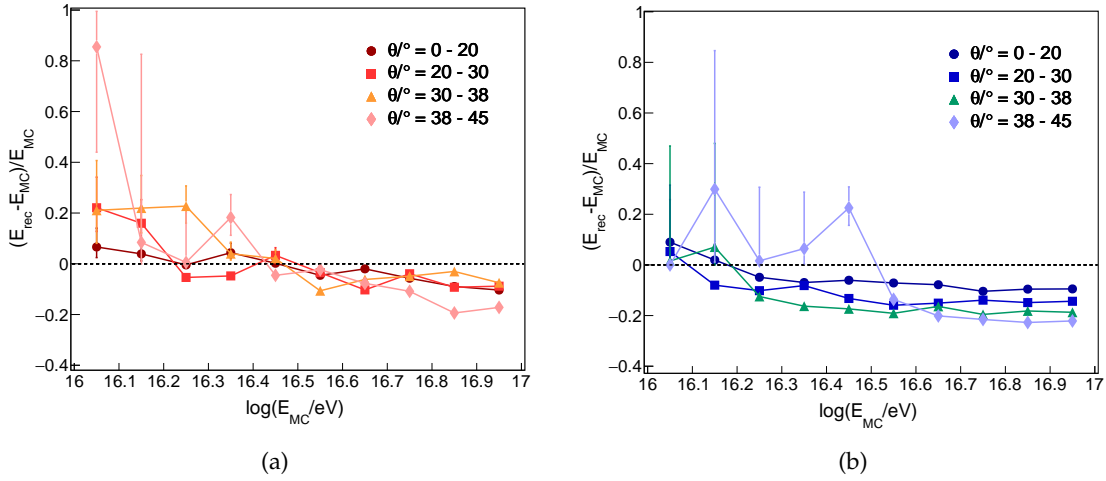 1
0.8
0.6
0.4
0.2
0
−0.2
−0.4
(E_rec-E_MC)/E_MC
θ/° = 0 - 20
θ/° = 20 - 30
θ/° = 30 - 38
θ/° = 38 - 45
16 16.1 16.2 16.3 16.4 16.5 16.6 16.7 16.8 16.9 17
log(E_MC/eV)
(a)
1
0.8
0.6
0.4
0.2
0
−0.2
−0.4
(E_rec-E_MC)/E_MC
θ/° = 0 - 20
θ/° = 20 - 30
θ/° = 30 - 38
θ/° = 38 - 45
16 16.1 16.2 16.3 16.4 16.5 16.6 16.7 16.8 16.9 17
log(E_MC/eV)
(b)